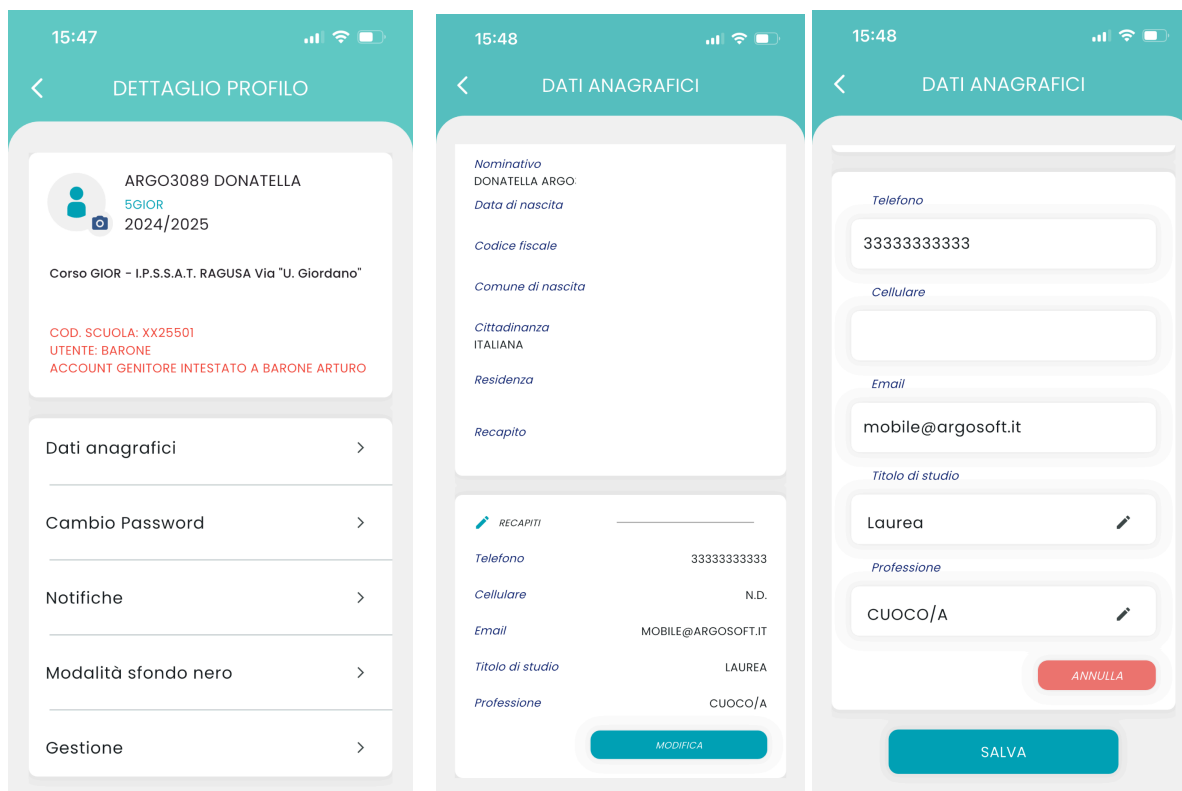 15:47
DETTAGLIO PROFILO
ARGO3089 DONATELLA
5GIOR
2024/2025
Corso GIOR - I.P.S.S.A.T. RAGUSA Via "U. Giordano"
COD. SCUOLA: XX25501
UTENTE: BARONE
ACCOUNT GENITORE INTESTATO A BARONE ARTURO
Dati anagrafici
Cambio Password
Notifiche
Modalità sfondo nero
Gestione
15:48
DATI ANAGRAFICI
Nominativo
DONATELLA ARGO
Data di nascita
Codice fiscale
Comune di nascita
Cittadinanza
ITALIANA
Residenza
Recapito
RECAPITI
Telefono 33333333333
Cellulare N.D.
Email MOBILE@ARGOSOFT.IT
Titolo di studio LAUREA
Professione CUOCO/A
MODIFICA
15:48
DATI ANAGRAFICI
Telefono
33333333333
Cellulare
Email
mobile@argosoft.it
Titolo di studio
Laurea
Professione
CUOCO/A
ANNULLA
SALVA